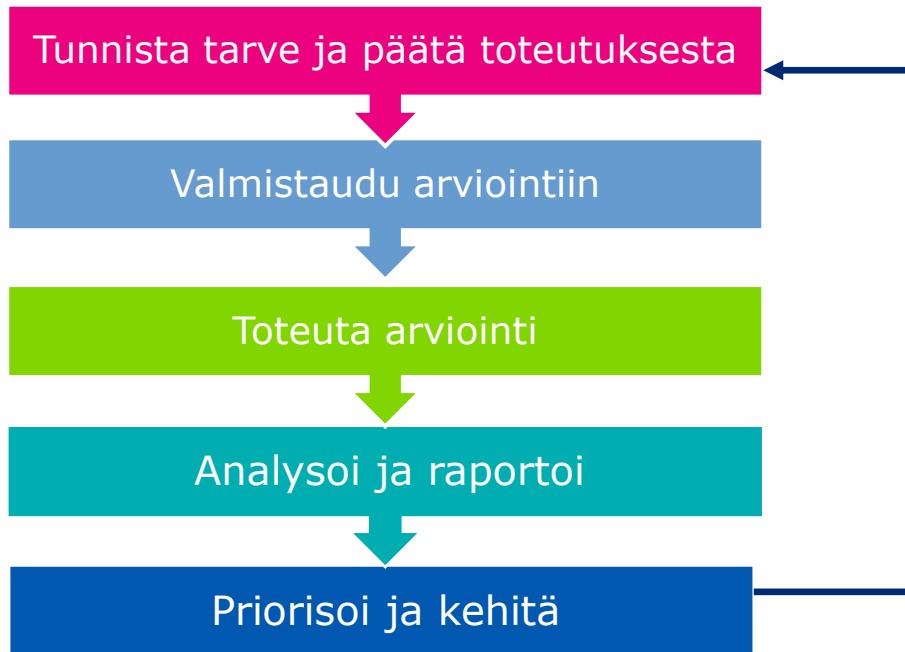 Tunnista tarve ja päätä toteutuksesta
Valmistaudu arviointiin
Toteuta arviointi
Analysoi ja raportoi
Priorisoi ja kehitä